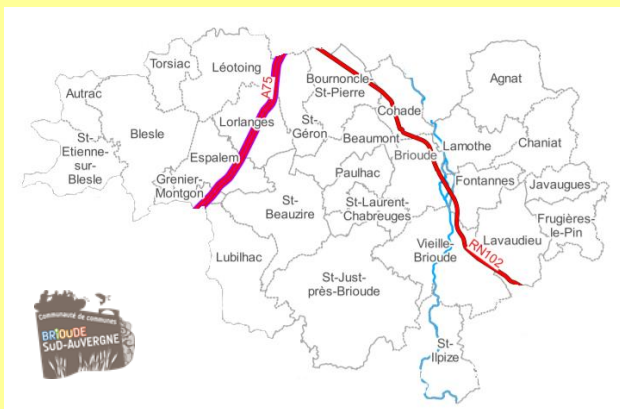 Torsiac
Léotoing
Autrac
Blesle
St-
Etienne-
sur-
Blesle
Lorlanges
A75
Espalem
Grenier-
Montgon
Bournoncle-
St-Pierre
St-
Géron
Cohade
Beaumont
Brioude
Paulhac
St-Laurent-
Chabreuges
St-
Beauzire
Lubilhac
St-Just-
près-Brioude
Agnat
Lamothe
Chaniat
Fontannes
Javaugues
Frugières-
le-Pin
Lavaudieu
Vieille-
Brioude
RN102
St-
Ilpize
Communauté de communes
BRIOUDE
SUD-AUVERGNE